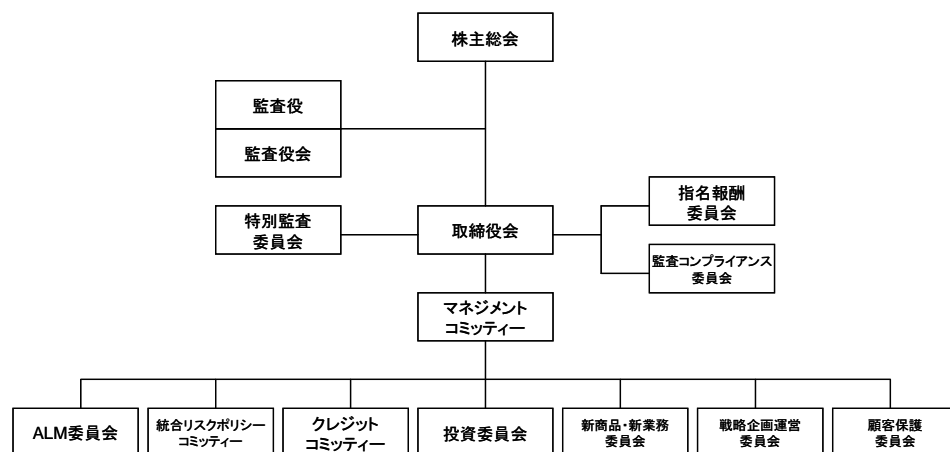 株主総会
監査役
監査役会
特別監査
委員会
取締役会
指名報酬
委員会
監査コンプライアンス
委員会
マネジメント
コミッティー
ALM委員会
統合リスクポリシー
コミッティー
クレジット
コミッティー
投資委員会
新商品・新業務
委員会
戦略企画運営
委員会
顧客保護
委員会